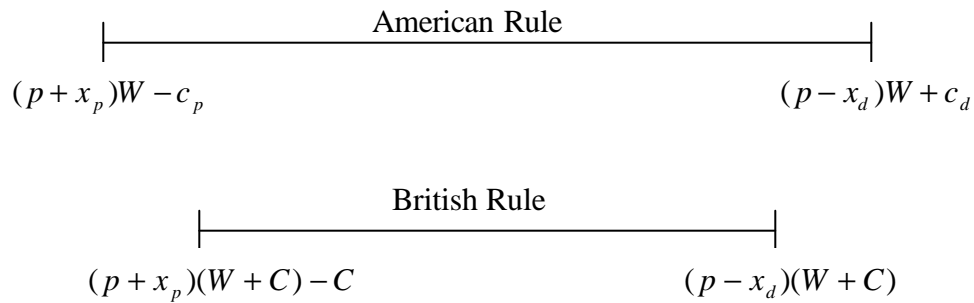 American Rule
(p + x_p)W − c_p (p − x_d)W + c_d
British Rule
(p + x_p)(W + C) − C (p − x_d)(W + C)